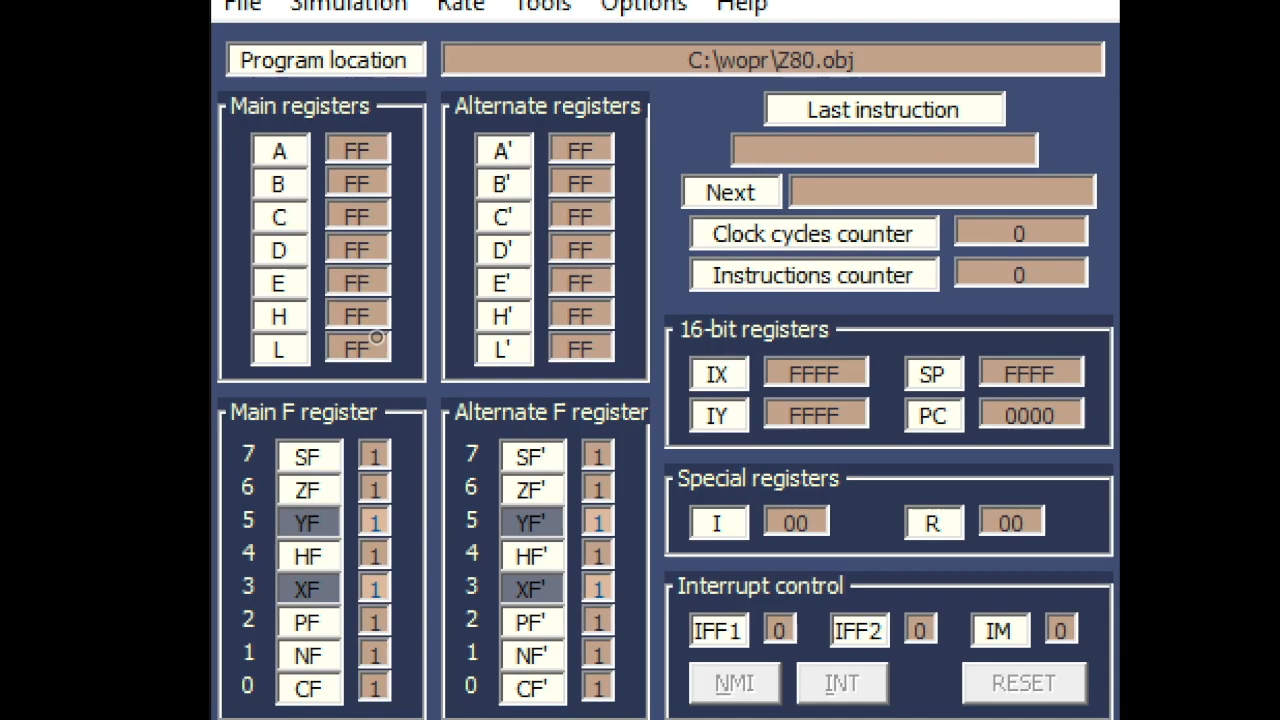 File Simulation Rate Tools Options Help
Program location C:\wopr\Z80.obj
Main registers
A FF
B FF
C FF
D FF
E FF
H FF
L FF
Alternate registers
A' FF
B' FF
C' FF
D' FF
E' FF
H' FF
L' FF
Last instruction
Next
Clock cycles counter 0
Instructions counter 0
16-bit registers
IX FFFF SP FFFF
IY FFFF PC 0000
Main F register
7 SF 1
6 ZF 1
5 YF 1
4 HF 1
3 XF 1
2 PF 1
1 NF 1
0 CF 1
Alternate F register
7 SF' 1
6 ZF' 1
5 YF' 1
4 HF' 1
3 XF' 1
2 PF' 1
1 NF' 1
0 CF' 1
Special registers
I 00 R 00
Interrupt control
IFF1 0 IFF2 0 IM 0
NMI INT RESET